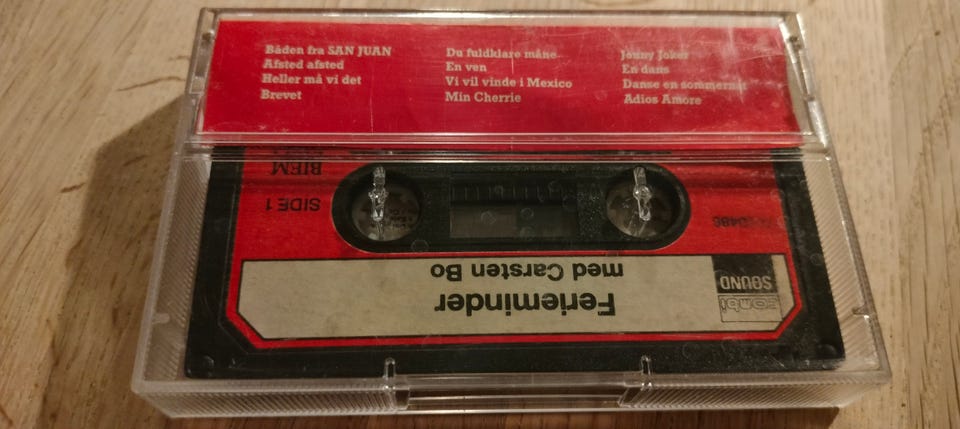 Båden fra SAN JUAN
Afsted afsted
Heller må vi det
Brevet
Du fuldklare måne
En ven
Vi vil vinde i Mexico
Min Cherrie
Jonny Joker
En dans
Danse en sommernat
Adios Amore
BIEM
SIDE 1
Ferieminder
med Carsten Bo
combi
SOUND